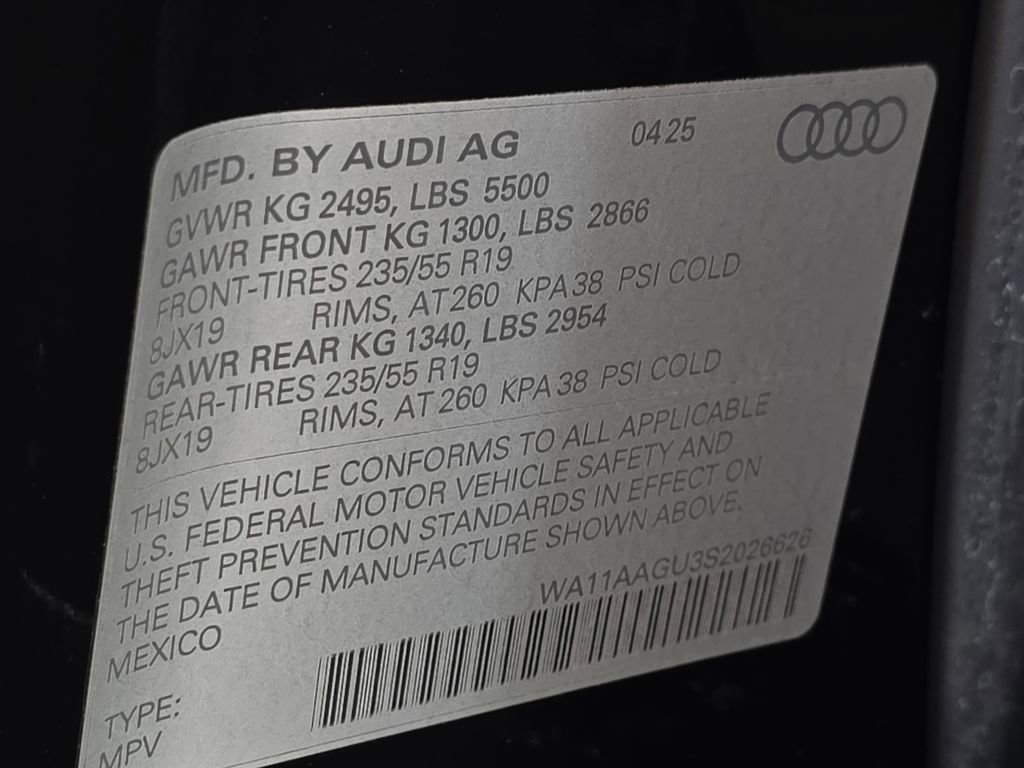 MFD. BY AUDI AG 0425
GVWR KG 2495, LBS 5500
GAWR FRONT KG 1300, LBS 2866
FRONT-TIRES 235/55 R19
8JX19 RIMS, AT 260 KPA 38 PSI COLD
GAWR REAR KG 1340, LBS 2954
REAR-TIRES 235/55 R19
8JX19 RIMS, AT 260 KPA 38 PSI COLD
THIS VEHICLE CONFORMS TO ALL APPLICABLE
U.S. FEDERAL MOTOR VEHICLE SAFETY AND
THEFT PREVENTION STANDARDS IN EFFECT ON
THE DATE OF MANUFACTURE SHOWN ABOVE.
MEXICO WA11AAGU3S2026626
TYPE:
MPV